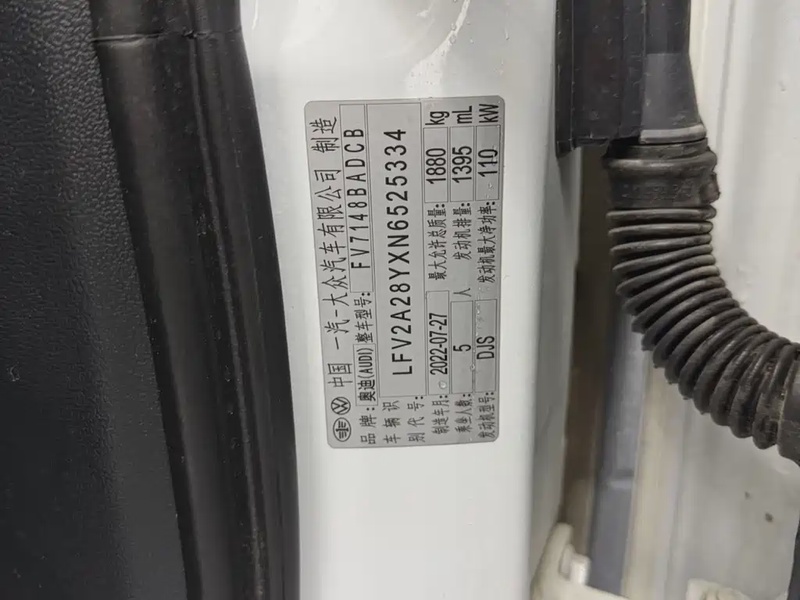 中国 一汽-大众汽车有限公司 制造
品牌：奥迪(AUDI) 整车型号： FV7148BADCB
车辆识别代号： LFV2A28YXN6525334
制造年月： 2022-07-27 最大允许总质量： 1880 kg
乘坐人数： 5 人 发动机排量： 1395 mL
发动机型号： DJS 发动机最大净功率： 110 kW